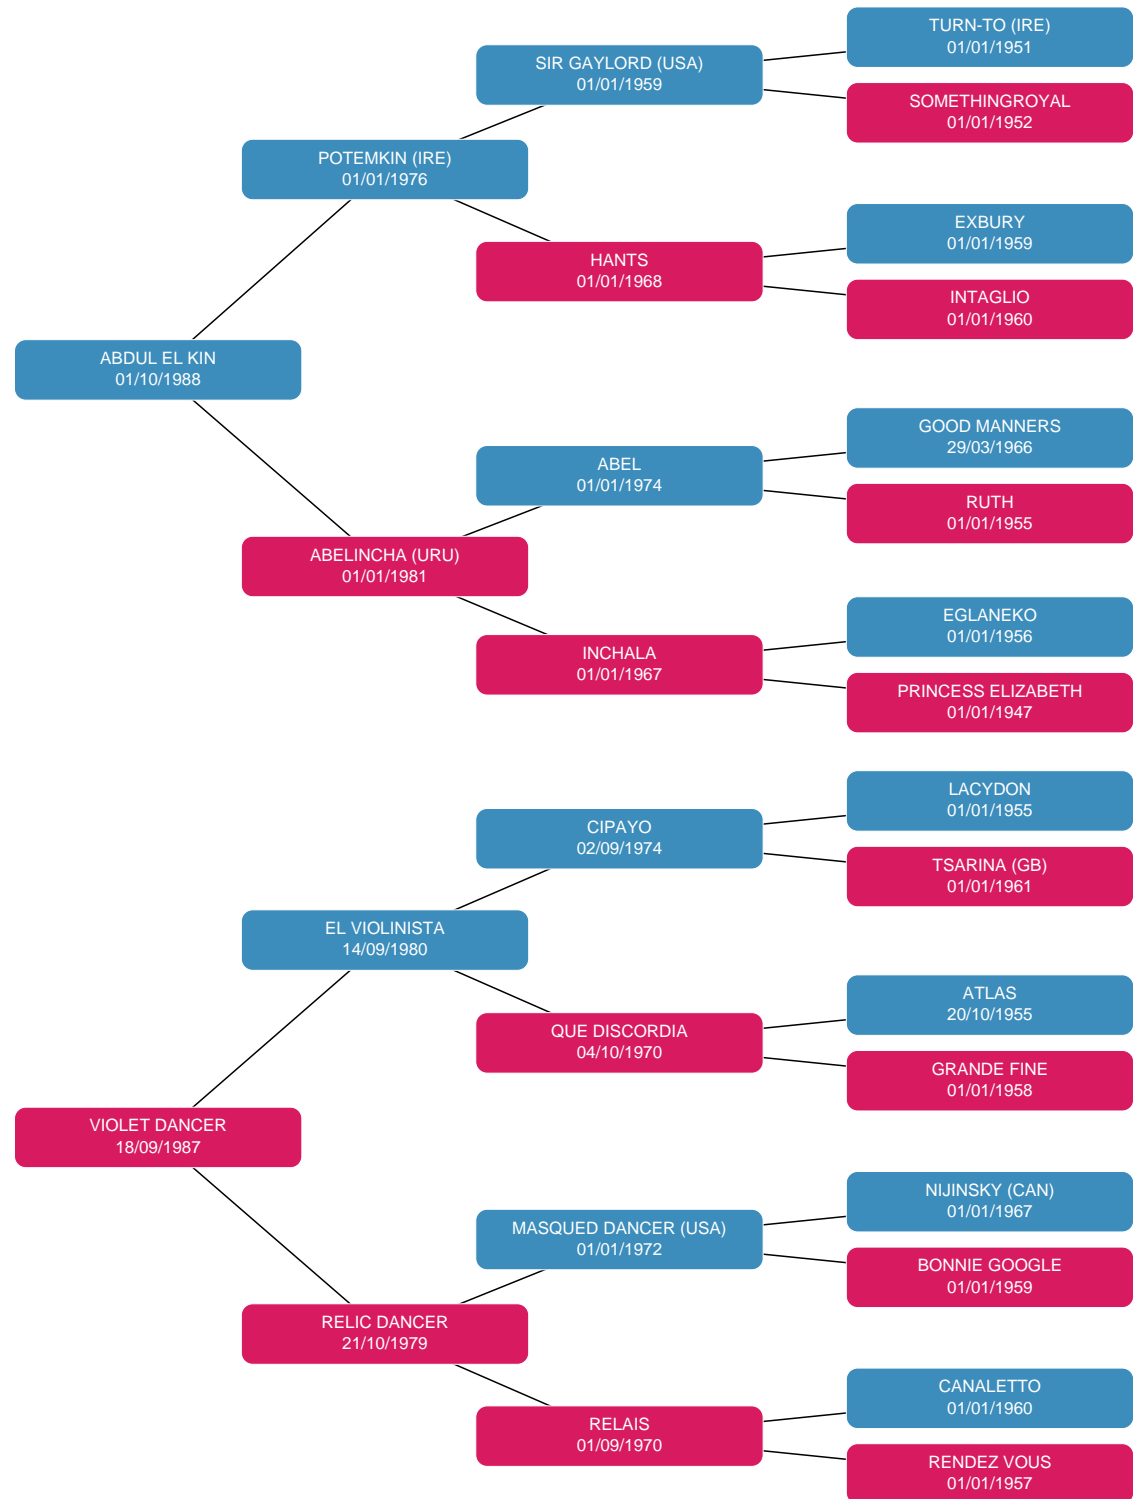 TURN-TO (IRE)
01/01/1951
SIR GAYLORD (USA)
01/01/1959
SOMETHINGROYAL
01/01/1952
POTEMKIN (IRE)
01/01/1976
EXBURY
01/01/1959
HANTS
01/01/1968
INTAGLIO
01/01/1960
ABDUL EL KIN
01/10/1988
GOOD MANNERS
29/03/1966
ABEL
01/01/1974
RUTH
01/01/1955
ABELINCHA (URU)
01/01/1981
EGLANEKO
01/01/1956
INCHALA
01/01/1967
PRINCESS ELIZABETH
01/01/1947
LACYDON
01/01/1955
CIPAYO
02/09/1974
TSARINA (GB)
01/01/1961
EL VIOLINISTA
14/09/1980
ATLAS
20/10/1955
QUE DISCORDIA
04/10/1970
GRANDE FINE
01/01/1958
VIOLET DANCER
18/09/1987
NIJINSKY (CAN)
01/01/1967
MASQUED DANCER (USA)
01/01/1972
BONNIE GOOGLE
01/01/1959
RELIC DANCER
21/10/1979
CANALETTO
01/01/1960
RELAIS
01/09/1970
RENDEZ VOUS
01/01/1957